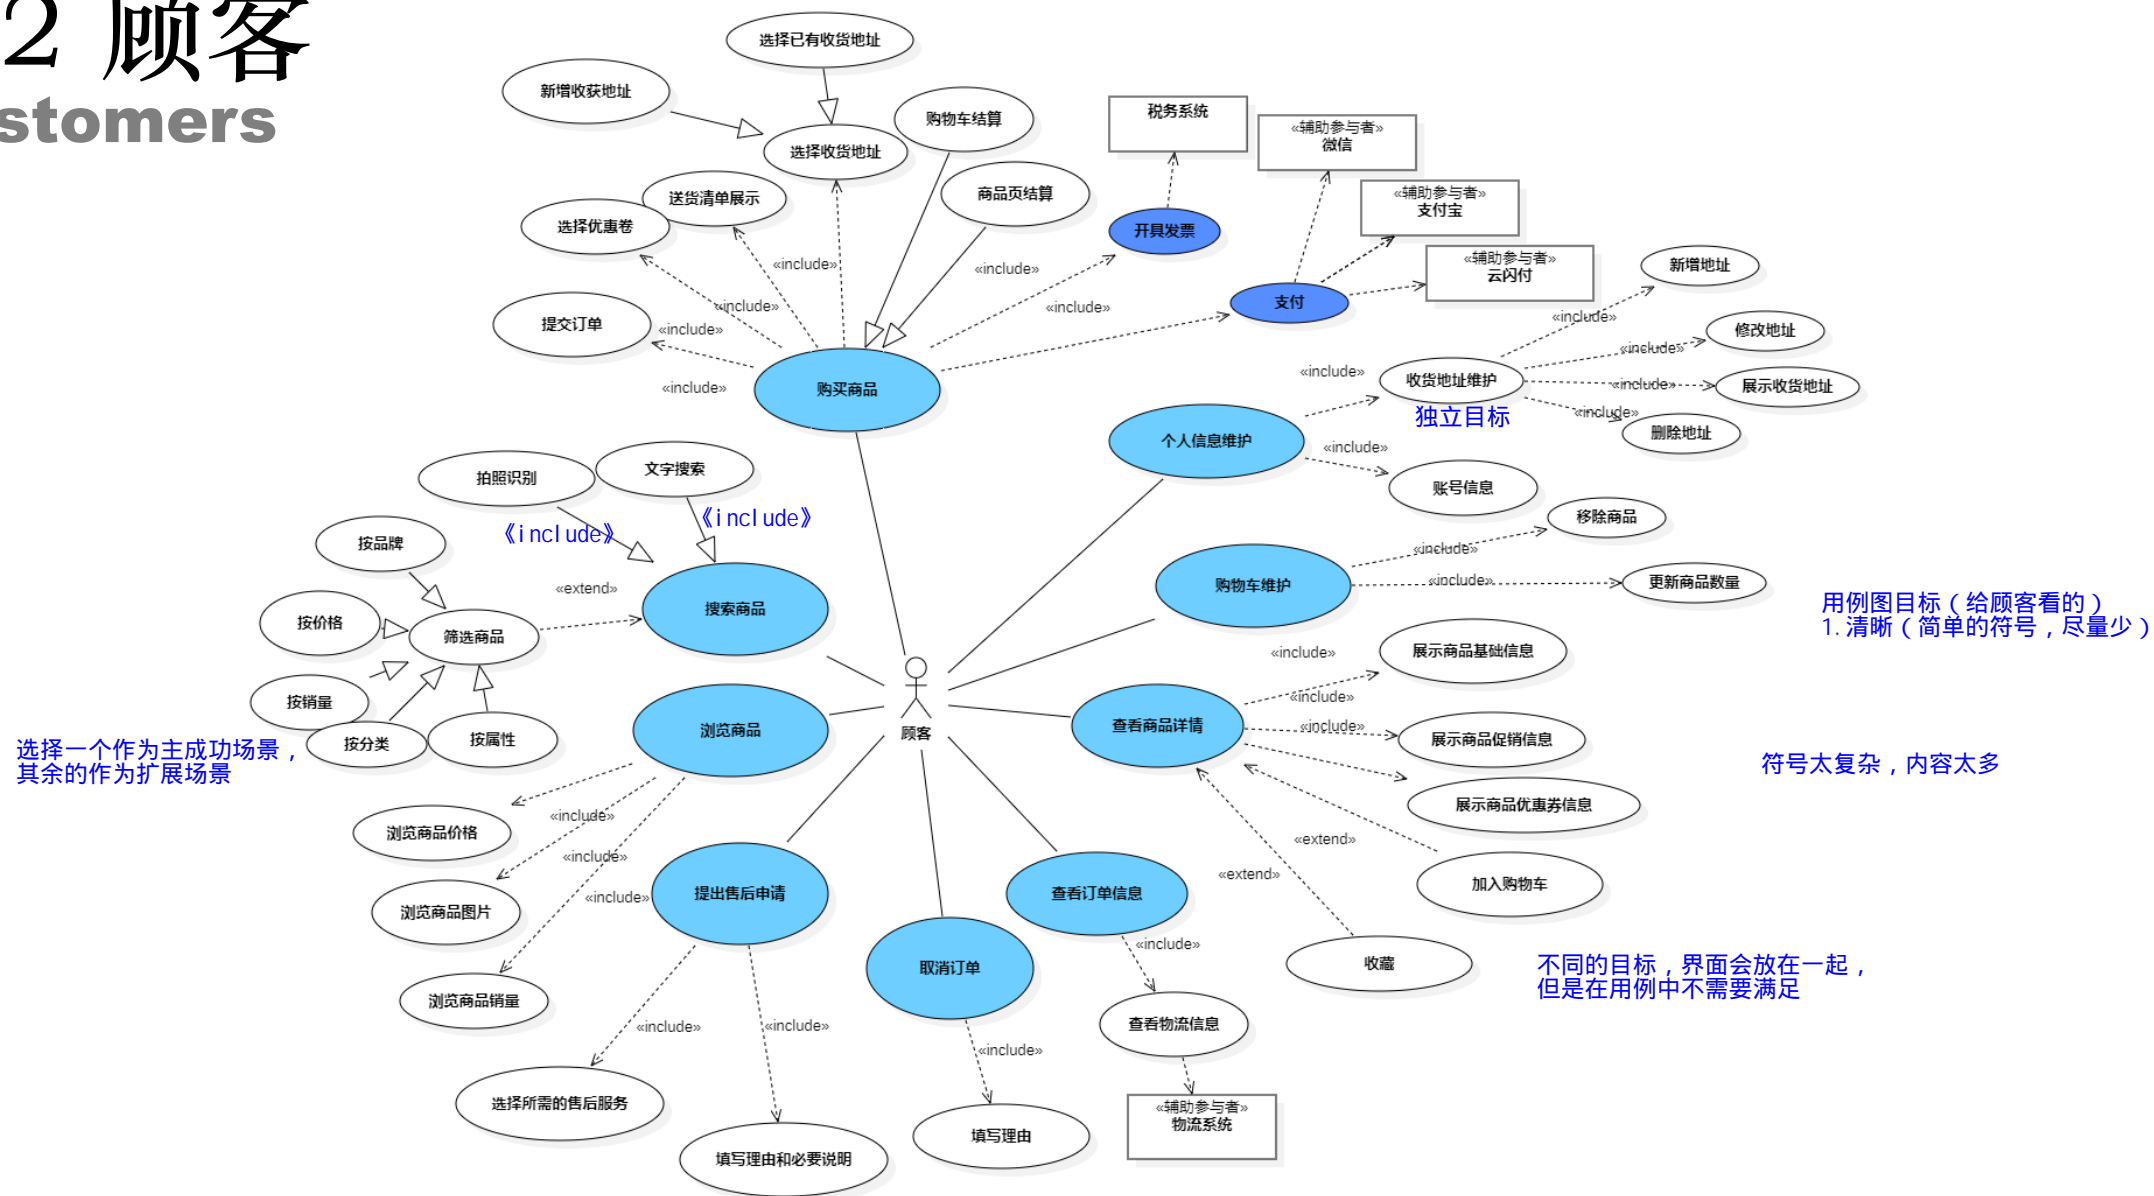 2 顾客
stomers
选择已有收货地址
新增收获地址
选择收货地址
购物车结算
商品页结算
送货清单展示
选择优惠卷
提交订单
«include»
«include»
«include»
«include»
«include»
«include»
购买商品
税务系统
«辅助参与者»
微信
«辅助参与者»
支付宝
«辅助参与者»
云闪付
开具发票
支付
新增地址
修改地址
展示收货地址
删除地址
«include»
«include»
«include»
«include»
«include»
收货地址维护
独立目标
个人信息维护
«include»
账号信息
拍照识别
文字搜索
《include》
《include》
按品牌
按价格
按销量
按分类
按属性
筛选商品
«extend»
搜索商品
移除商品
«include»
«include»
更新商品数量
购物车维护
用例图目标（给顾客看的）
1.清晰（简单的符号，尽量少）
«include»
展示商品基础信息
«include»
«include»
展示商品促销信息
查看商品详情
展示商品优惠券信息
符号太复杂，内容太多
浏览商品
顾客
选择一个作为主成功场景，
其余的作为扩展场景
«include»
«include»
«include»
浏览商品价格
浏览商品图片
浏览商品销量
«extend»
«extend»
加入购物车
收藏
不同的目标，界面会放在一起，
但是在用例中不需要满足
提出售后申请
«include»
«include»
选择所需的售后服务
填写理由和必要说明
取消订单
«include»
填写理由
查看订单信息
«include»
查看物流信息
«辅助参与者»
物流系统